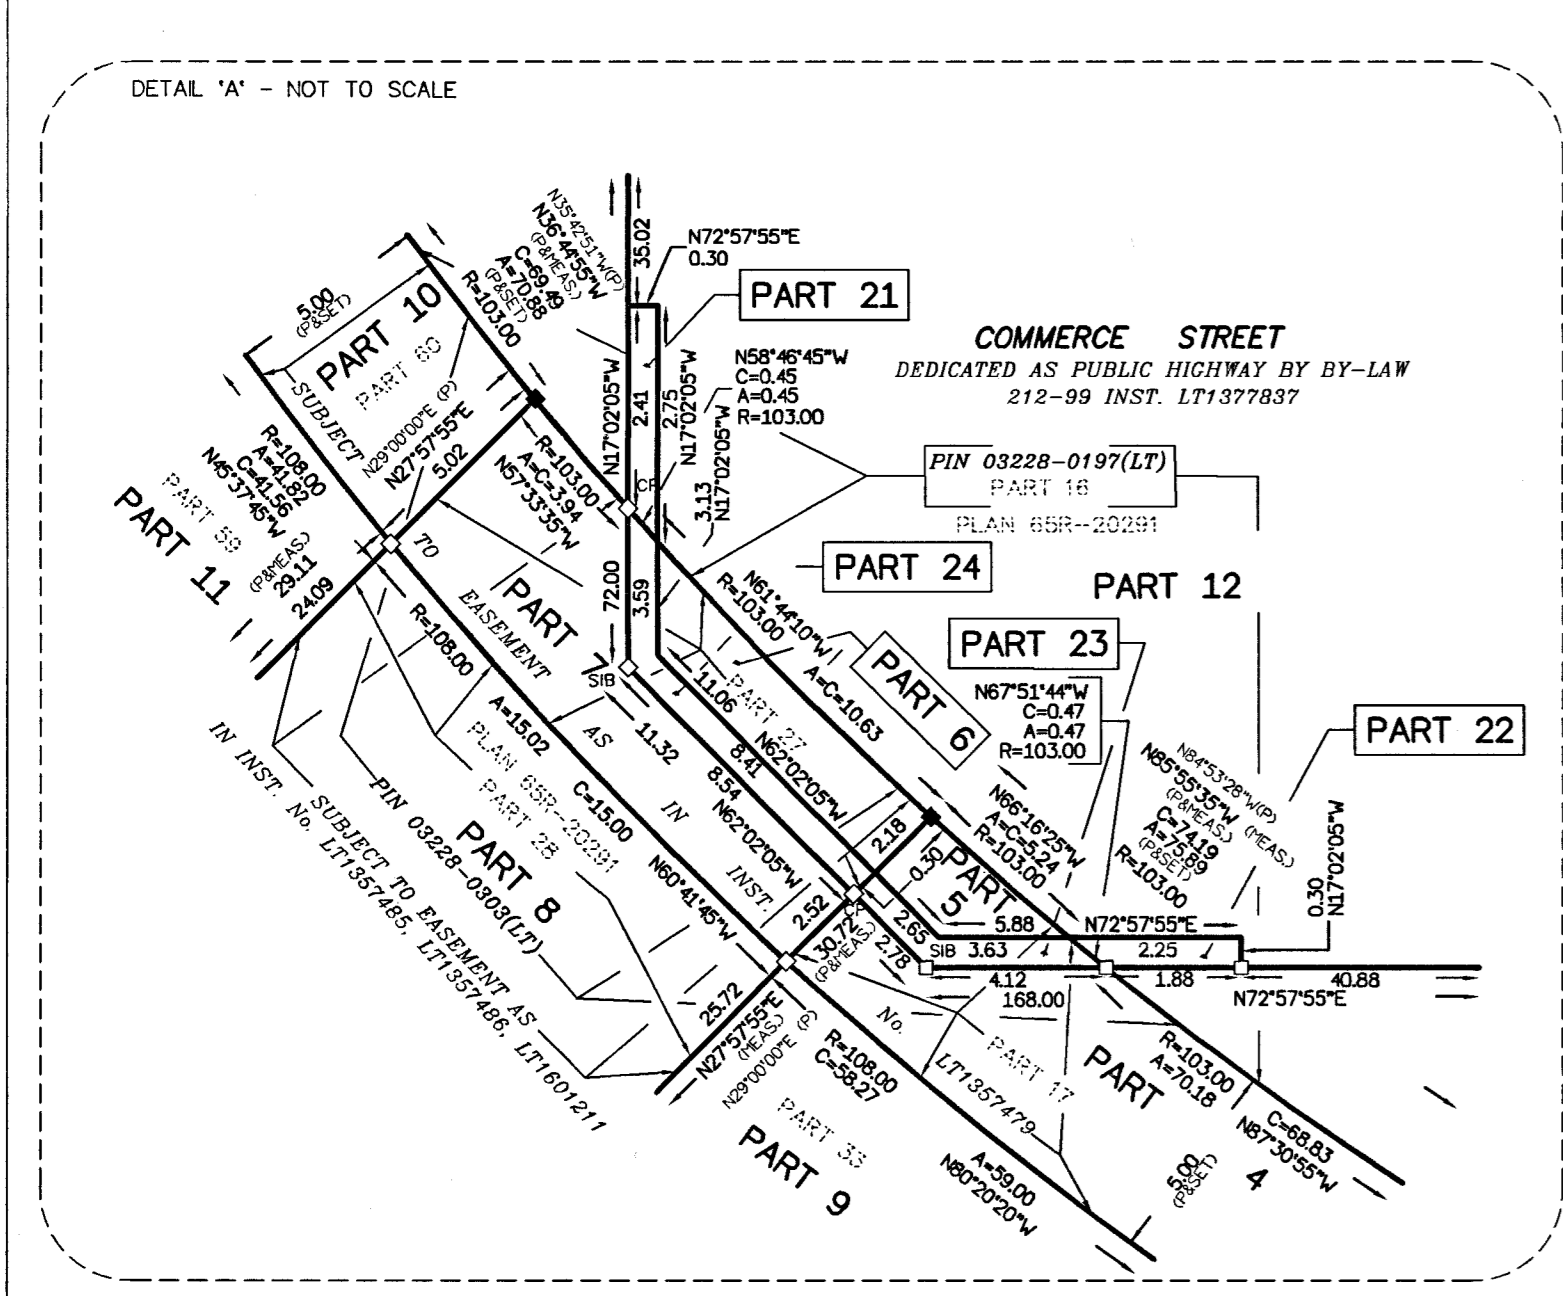 DETAIL 'A' - NOT TO SCALE
N35°42'51"W(P)
N36°44'55"W
(P&MEAS.)
C=69.49
A=70.88
(P&SET)
R=103.00
35.02
N72°57'55"E
0.30
PART 21
COMMERCE STREET
DEDICATED AS PUBLIC HIGHWAY BY BY-LAW
212-99 INST. LT1377837
5.00
(P&SET)
PART 10
PART 60
SUBJECT
N29°00'00"E (P)
N27°57'55"E
5.02
N17°02'05"W
2.41
2.75
N17°02'05"W
N58°46'45"W
C=0.45
A=0.45
R=103.00
3.13
N17°02'05"W
PIN 03228-0197(LT)
PART 16
PLAN 65R-20291
R=108.00
A=41.82
C=41.56
N45°37'45"W
PART 59
PART 11
(P&MEAS.)
29.11
24.09
R=103.00
A=C=3.94
N57°33'35"W
TO
EASEMENT
PART 7
SIB
72.00
3.59
PART 24
PART 12
N61°44'10"W
R=103.00
A=C=10.63
PART 6
PART 23
N67°51'44"W
C=0.47
A=0.47
R=103.00
PART 22
R=108.00
A=15.02
C=15.00
N60°41'45"W
PLAN 65R-20291
PART 28
AS
IN
INST.
No.
LT1357479
11.06
PART 27
8.41
N62°02'05"W
11.32
8.54
N62°02'05"W
N66°16'25"W
A=C=5.24
R=103.00
N84°53'28"W(P)
N85°55'35"W (MEAS.)
(P&MEAS.)
C=74.19
A=75.89
(P&SET)
R=103.00
0.30
N17°02'05"W
2.18
0.30
PART 5
2.65
2.78
2.52
30.72
(P&MEAS.)
5.88
N72°57'55"E
SIB
3.63
2.25
4.12
1.88
40.88
168.00
N72°57'55"E
PIN 03228-0303(LT)
SUBJECT TO EASEMENT AS
IN INST. No. LT1357485, LT1357486, LT1601211
PART 8
25.72
N27°57'55"E
(MEAS.)
N29°00'00"E (P)
PART 33
PART 9
R=108.00
C=58.27
A=59.00
N80°20'20"W
PART 17
PART 4
R=103.00
A=70.18
C=68.83
N87°30'55"W
5.00
(P&SET)